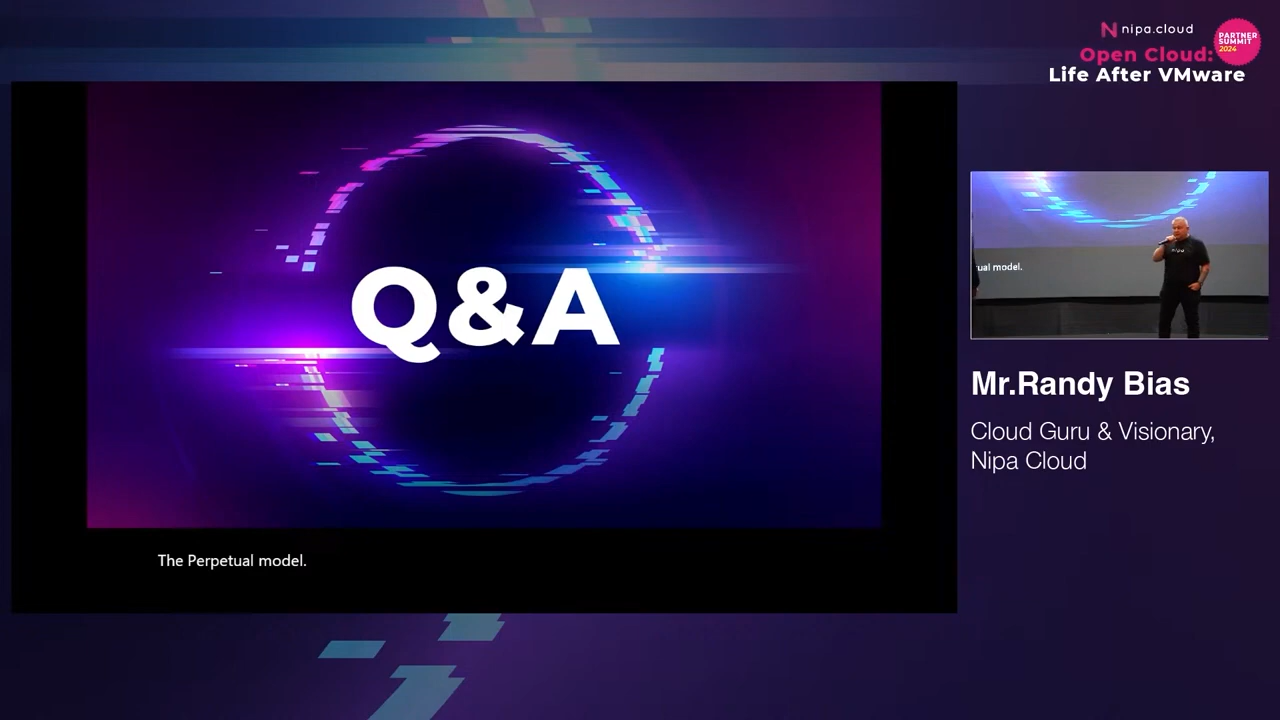 nipa.cloud
PARTNER
SUMMIT
2024
Open Cloud:
Life After VMware
Q&A
The Perpetual model.
ual model.
nipa
Mr.Randy Bias
Cloud Guru & Visionary,
Nipa Cloud